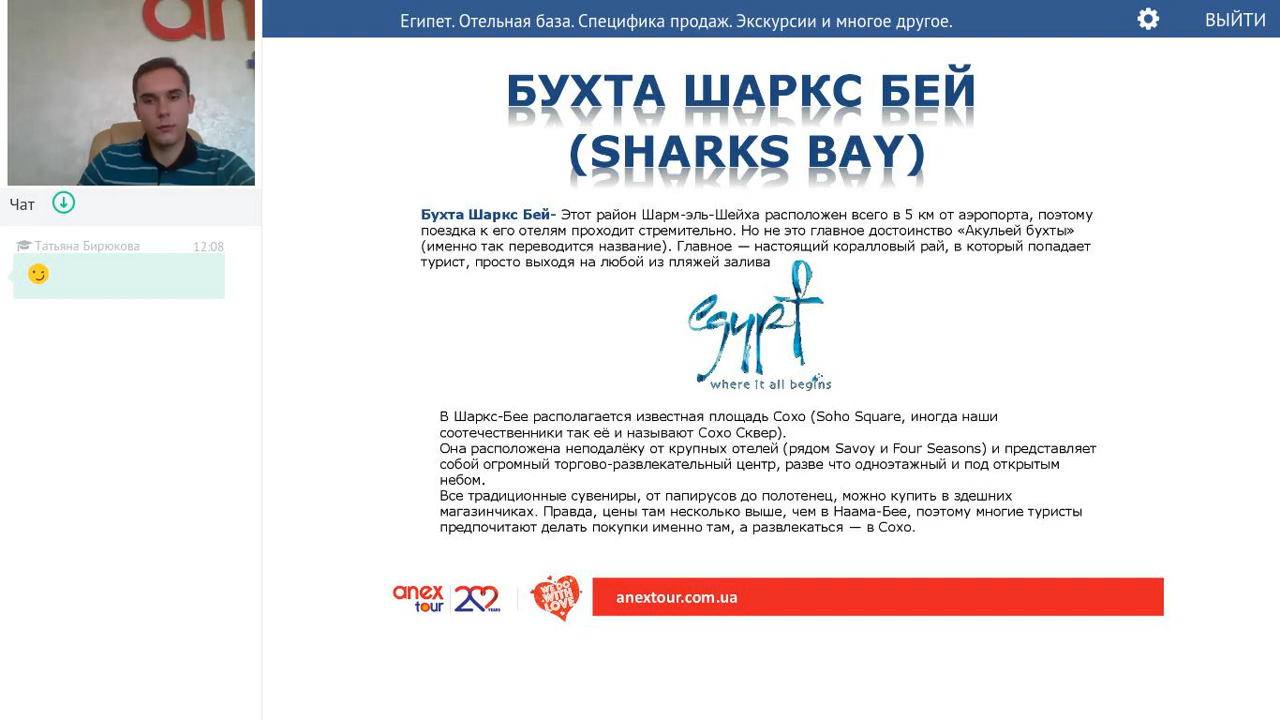 Египет. Отельная база. Специфика продаж. Экскурсии и многое другое.
ВЫЙТИ
Чат
Татьяна Бирюкова 12:08
БУХТА ШАРКС БЕЙ
(SHARKS BAY)
Бухта Шаркс Бей- Этот район Шарм-эль-Шейха расположен всего в 5 км от аэропорта, поэтому
поездка к его отелям проходит стремительно. Но не это главное достоинство «Акульей бухты»
(именно так переводится название). Главное — настоящий коралловый рай, в который попадает
турист, просто выходя на любой из пляжей залива
egypt
where it all begins
В Шаркс-Бее располагается известная площадь Сохо (Soho Square, иногда наши
соотечественники так её и называют Сохо Сквер).
Она расположена неподалёку от крупных отелей (рядом Savoy и Four Seasons) и представляет
собой огромный торгово-развлекательный центр, разве что одноэтажный и под открытым
небом.
Все традиционные сувениры, от папирусов до полотенец, можно купить в здешних
магазинчиках. Правда, цены там несколько выше, чем в Наама-Бее, поэтому многие туристы
предпочитают делать покупки именно там, а развлекаться — в Сохо.
anex
tour
20 YEARS
WE DO
WITH
LOVE
anextour.com.ua